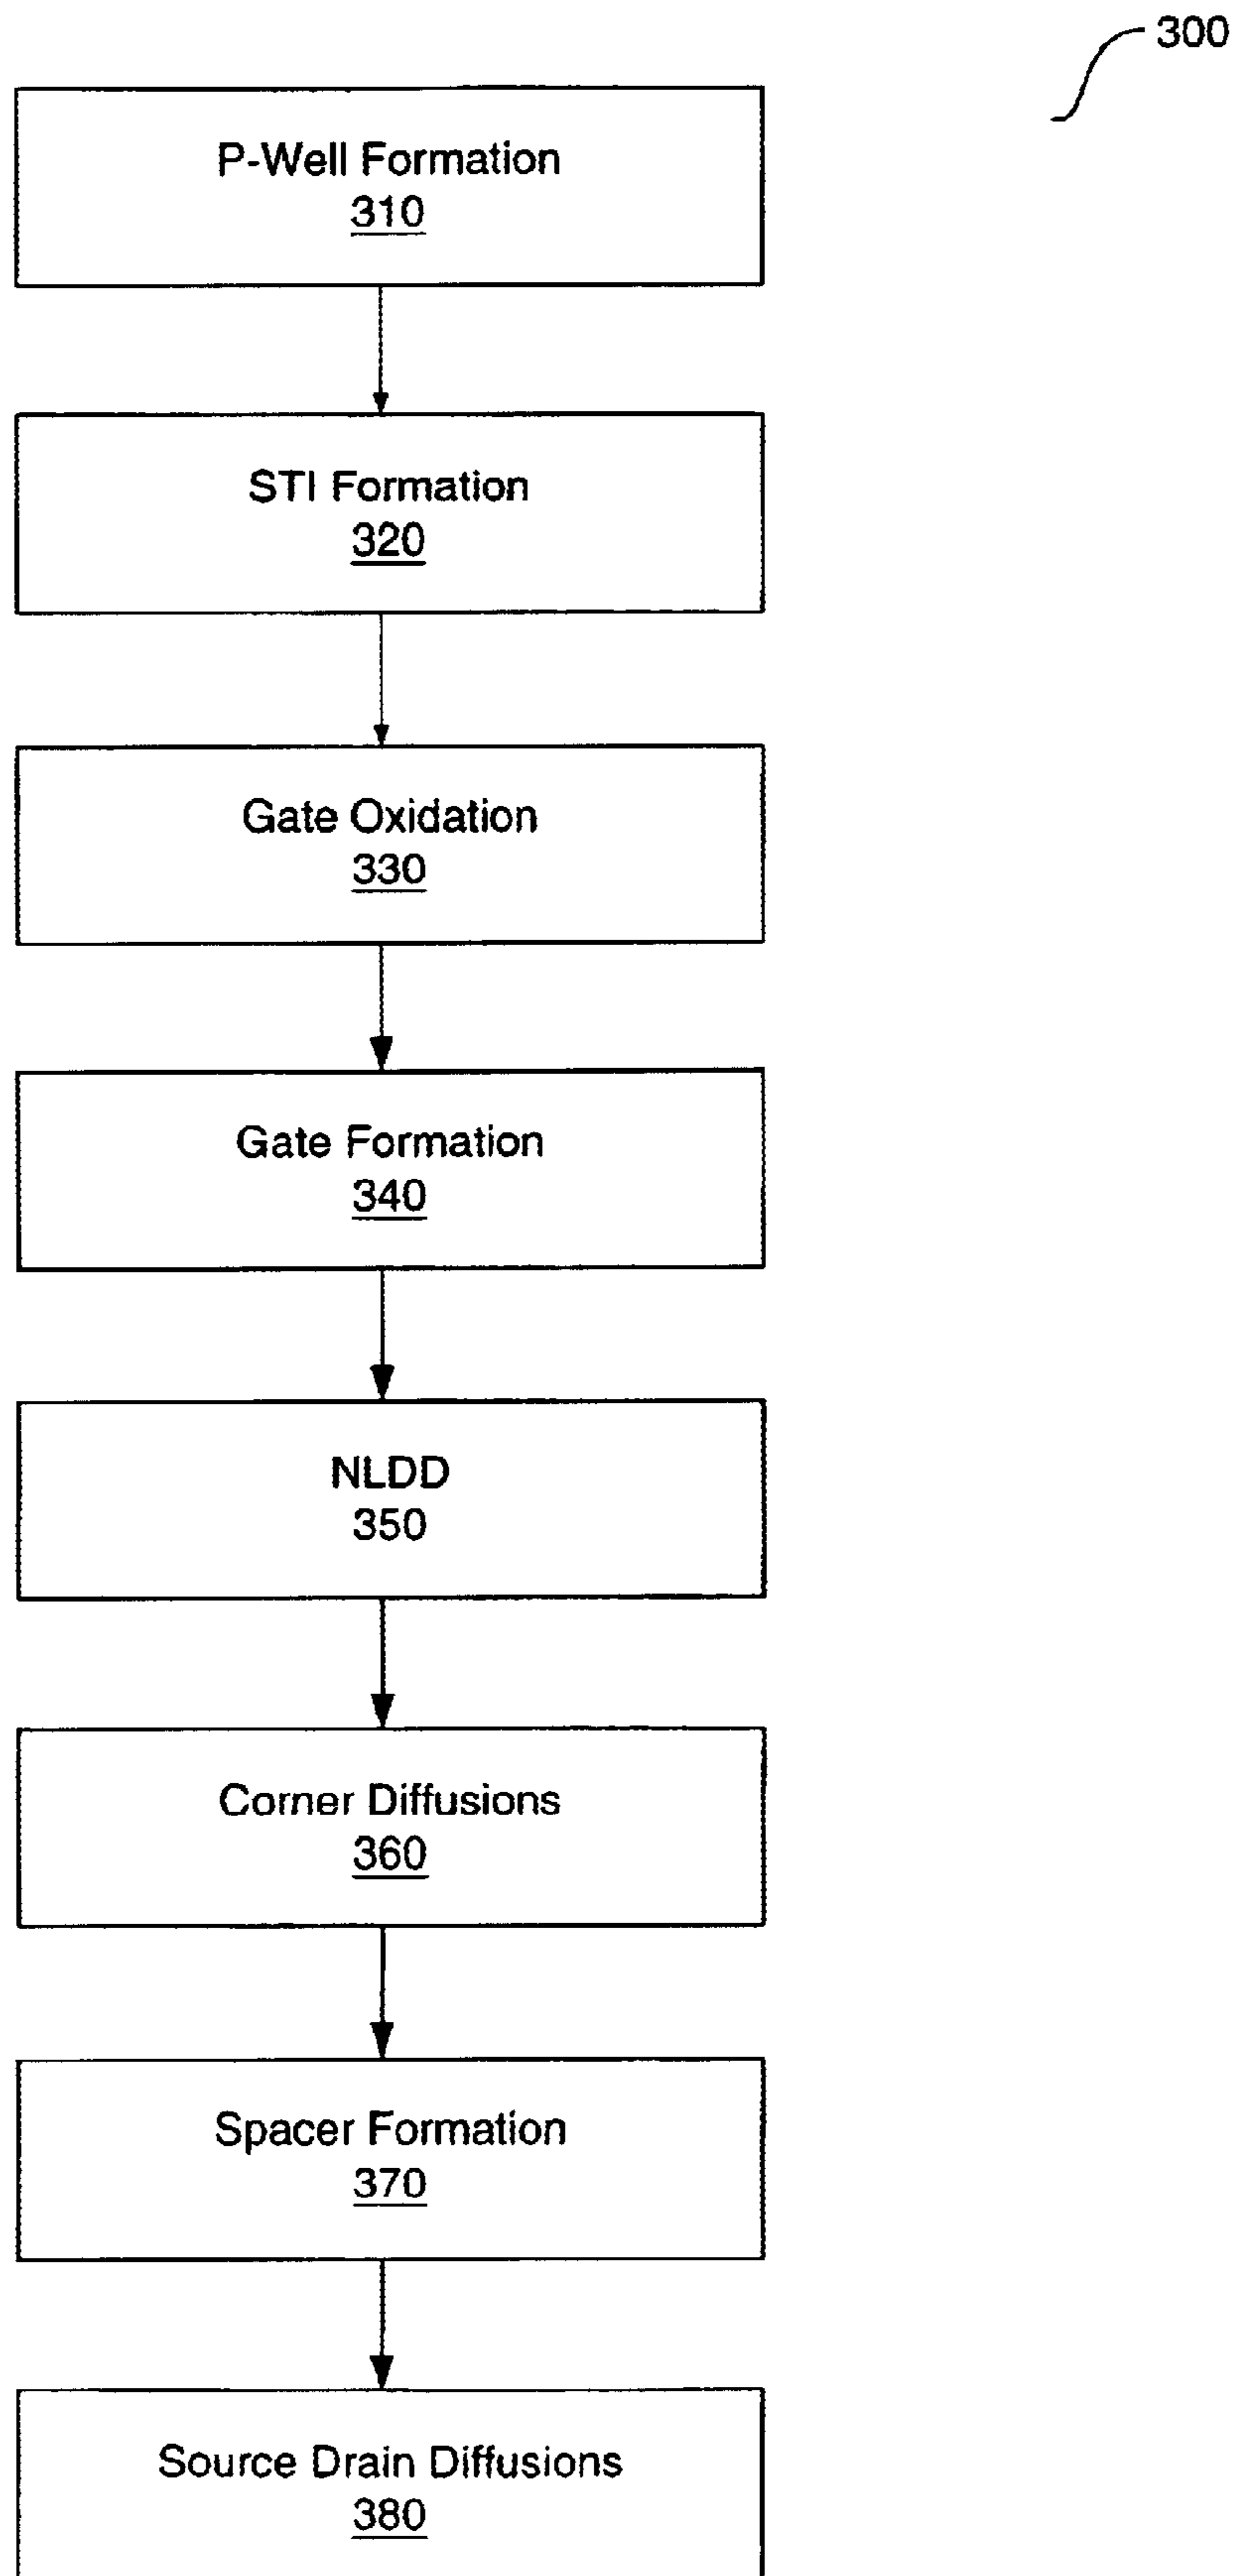 300
P-Well Formation
310
STI Formation
320
Gate Oxidation
330
Gate Formation
340
NLDD
350
Corner Diffusions
360
Spacer Formation
370
Source Drain Diffusions
380